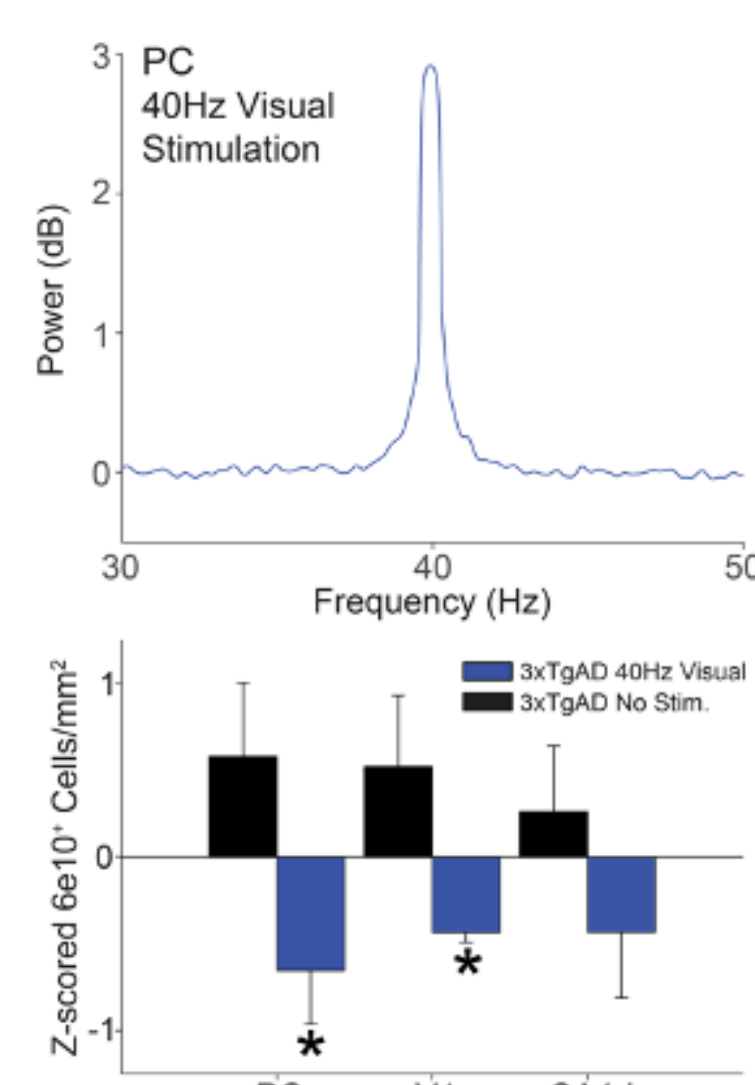 3
PC
40Hz Visual
Stimulation
2
Power (dB)
1
0
30
40
50
Frequency (Hz)
3xTgAD 40Hz Visual
3xTgAD No Stim.
1
Z-scored 6e10⁺ Cells/mm²
0
*
-1
*